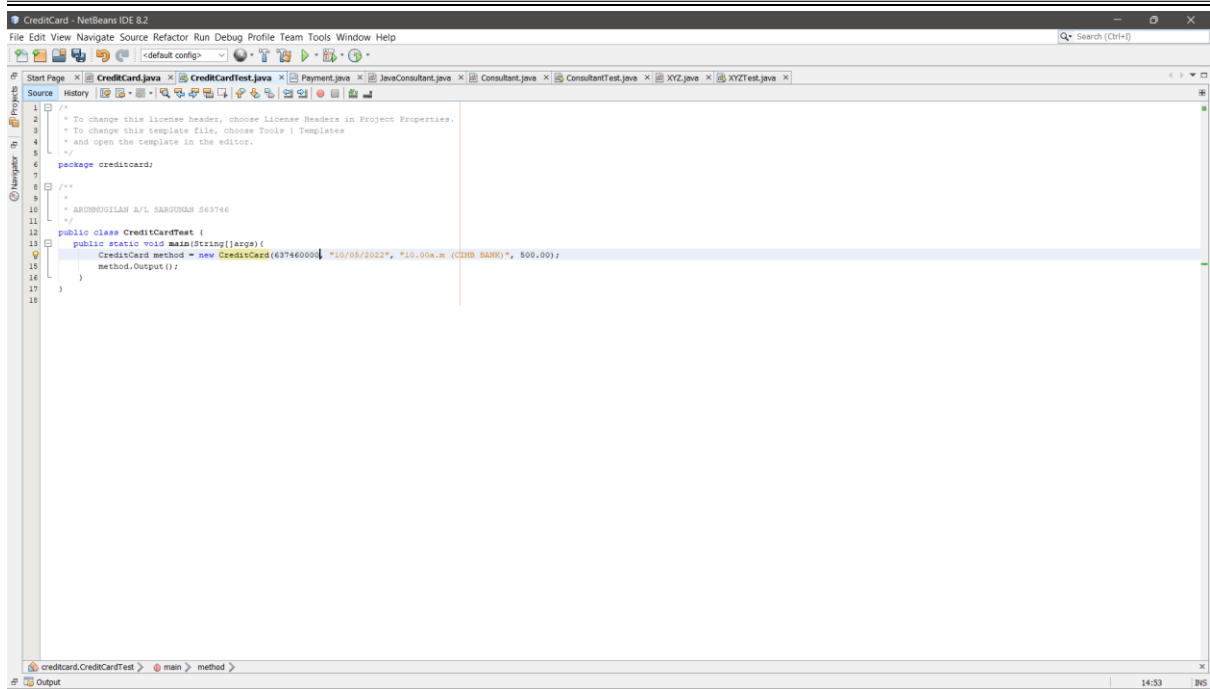 CreditCard - NetBeans IDE 8.2
File Edit View Navigate Source Refactor Run Debug Profile Team Tools Window Help
Search (Ctrl+I)
<default config>
Start Page CreditCard.java CreditCardTest.java Payment.java JavaConsultant.java Consultant.java ConsultantTest.java XYZ.java XYZTest.java
Projects
Navigator
Source History
1 /*
2 * To change this license header, choose License Headers in Project Properties.
3 * To change this template file, choose Tools | Templates
4 * and open the template in the editor.
5 */
6 package creditcard;
7
8 /**
9 *
10 * ARUNMUGILAN A/L SARGUNAN S63746
11 */
12 public class CreditCardTest {
13 public static void main(String[]args){
CreditCard method = new CreditCard(637460000, "10/05/2022", "10.00a.m (CIMB BANK)", 500.00);
15 method.Output();
16 }
17 }
18
creditcard.CreditCardTest main method
Output
14:53 INS